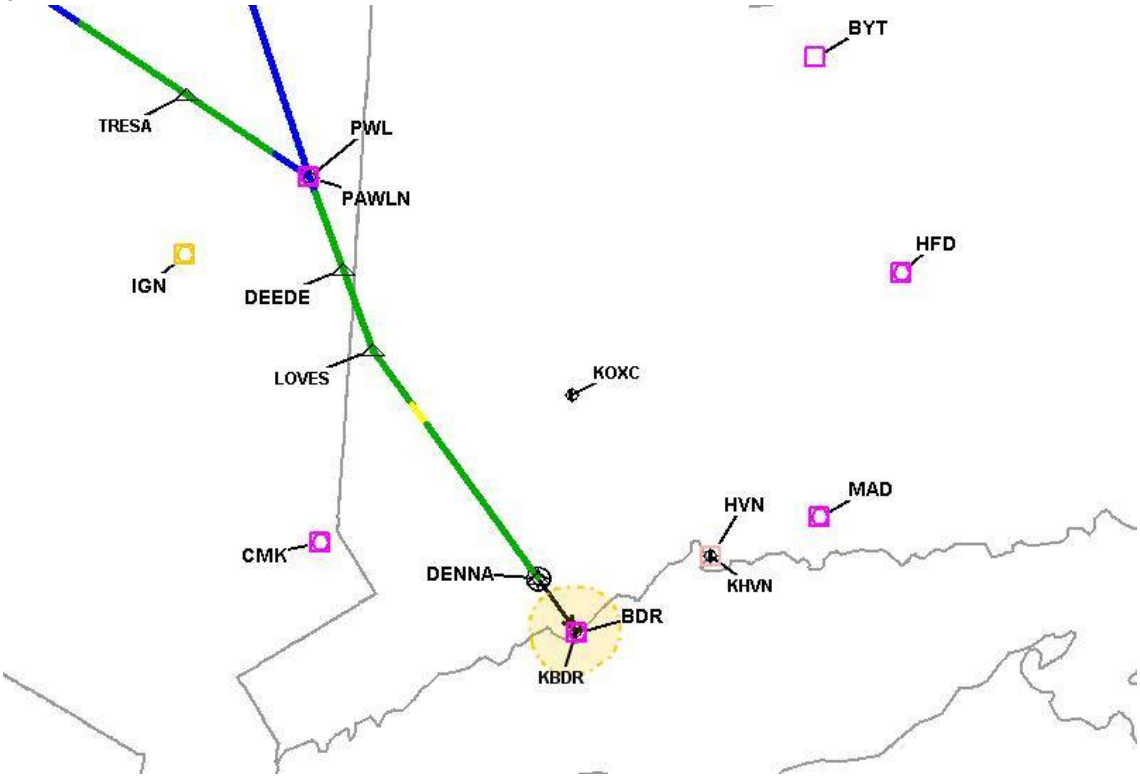 BYT
TRESA
PWL
PAWLN
IGN
HFD
DEEDE
LOVES
KOXC
HVN
MAD
CMK
DENNA
KHVN
BDR
KBDR